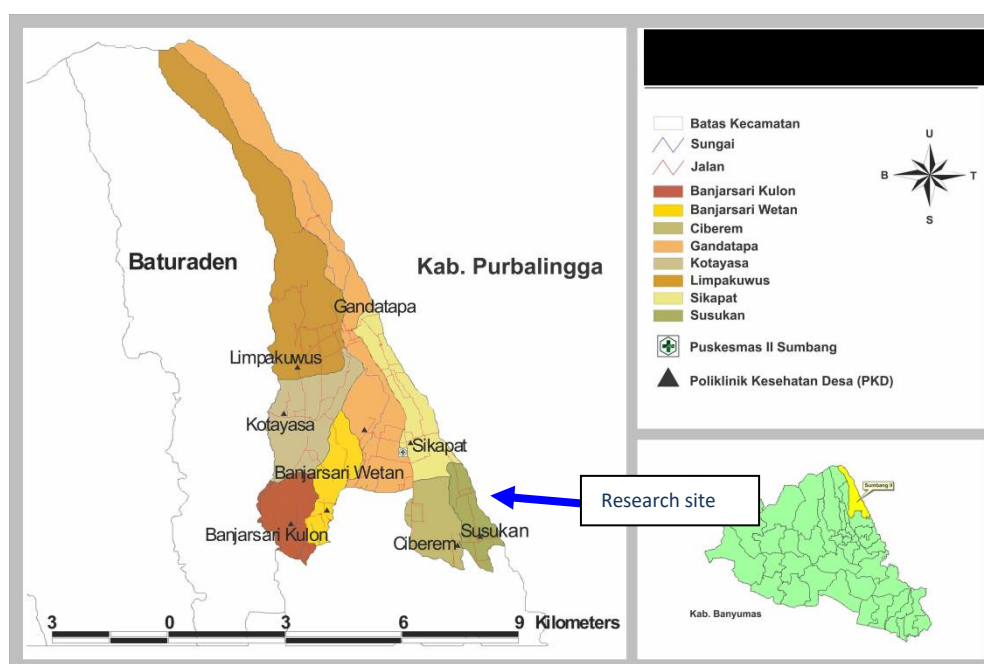 Baturaden
Kab. Purbalingga
Gandatapa
Limpakuwus
Kotayasa
Sikapat
Banjarsari Wetan
Banjarsari Kulon
Ciberem
Susukan
3 0 3 6 9 Kilometers
Research site
Batas Kecamatan
Sungai
Jalan
Banjarsari Kulon
Banjarsari Wetan
Ciberem
Gandatapa
Kotayasa
Limpakuwus
Sikapat
Susukan
Puskesmas II Sumbang
Poliklinik Kesehatan Desa (PKD)
U
B T
S
Sumbang II
Kab. Banyumas